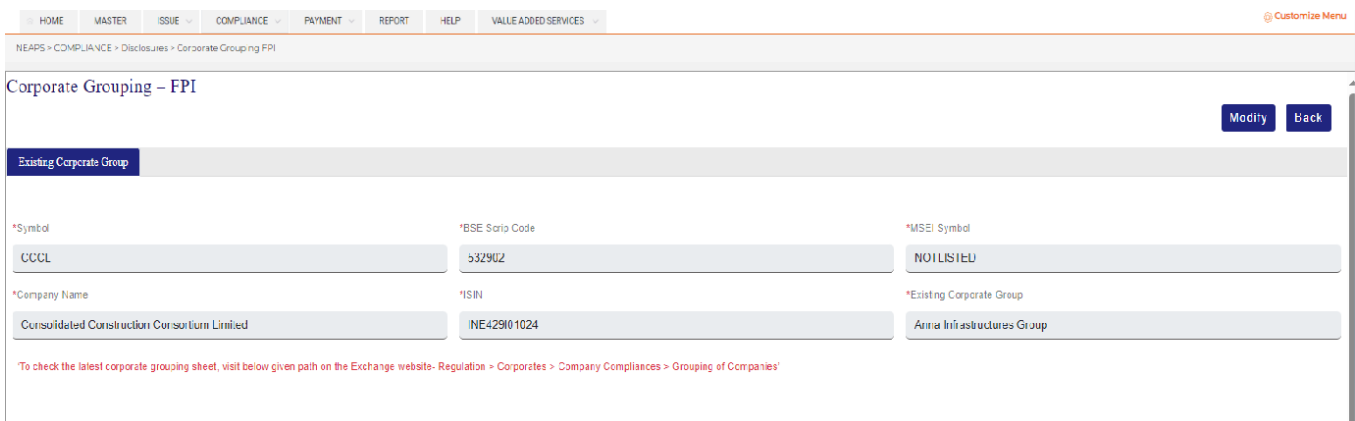 HOME MASTER ISSUE COMPLIANCE PAYMENT REPORT HELP VALUE ADDED SERVICES Customize Menu
NEAPS > COMPLIANCE > Disclosures > Corporate Grouping FPI
Corporate Grouping – FPI
Modify Back
Existing Corporate Group
*Symbol *BSE Scrip Code *MSEI Symbol
CCCL 532902 NOTLISTED
*Company Name *ISIN *Existing Corporate Group
Consolidated Construction Consortium Limited INE429I01024 Anna Infrastructures Group
'To check the latest corporate grouping sheet, visit below given path on the Exchange website- Regulation > Corporates > Company Compliances > Grouping of Companies'